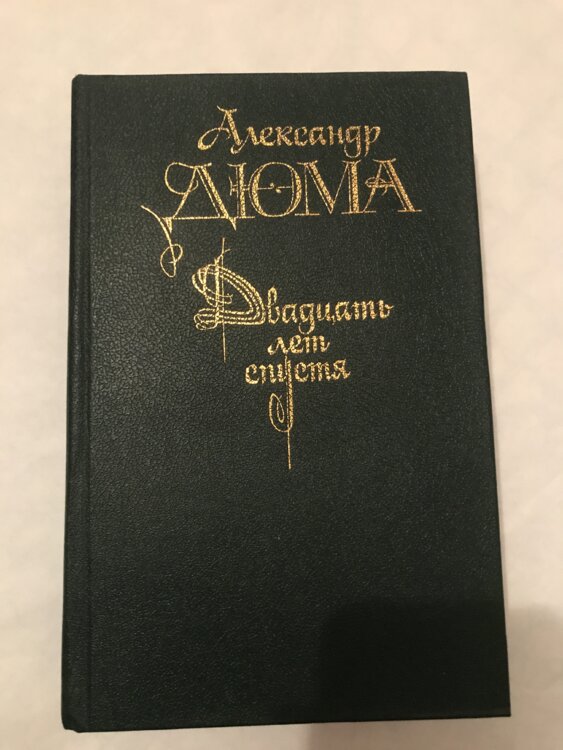 Александр
ДЮМА
Двадцать
лет
спустя